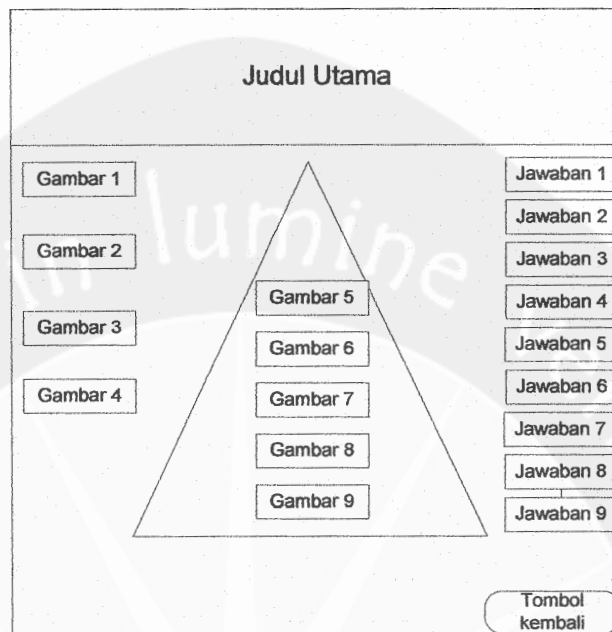 Judul Utama
Gambar 1
Gambar 2
Gambar 3
Gambar 4
Gambar 5
Gambar 6
Gambar 7
Gambar 8
Gambar 9
Jawaban 1
Jawaban 2
Jawaban 3
Jawaban 4
Jawaban 5
Jawaban 6
Jawaban 7
Jawaban 8
Jawaban 9
Tombol
kembali
in lumine